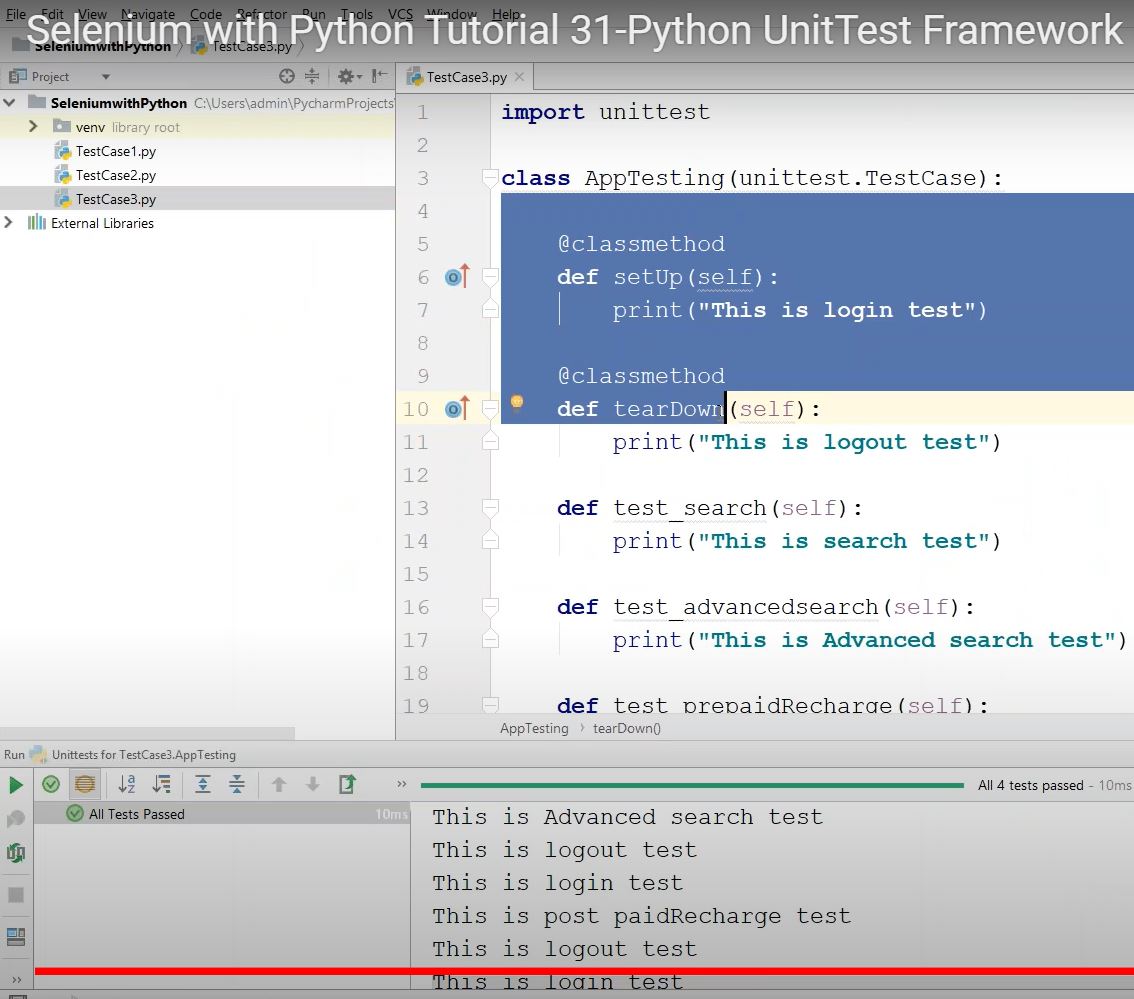 File Edit View Navigate Code Refactor Run Tools VCS Window Help
Selenium with Python Tutorial 31-Python UnitTest Framework
SeleniumwithPython TestCase3.py
Project
TestCase3.py
SeleniumwithPython C:\Users\admin\PycharmProjects
venv library root
TestCase1.py
TestCase2.py
TestCase3.py
External Libraries
1 import unittest
2
3 class AppTesting(unittest.TestCase):
4
5 @classmethod
6 def setUp(self):
7 print("This is login test")
8
9 @classmethod
10 def tearDown(self):
11 print("This is logout test")
12
13 def test_search(self):
14 print("This is search test")
15
16 def test_advancedsearch(self):
17 print("This is Advanced search test")
18
19 def test_prepaidRecharge(self):
AppTesting › tearDown()
Run Unittests for TestCase3.AppTesting
All 4 tests passed - 10ms
All Tests Passed 10ms
This is Advanced search test
This is logout test
This is login test
This is post paidRecharge test
This is logout test
This is login test